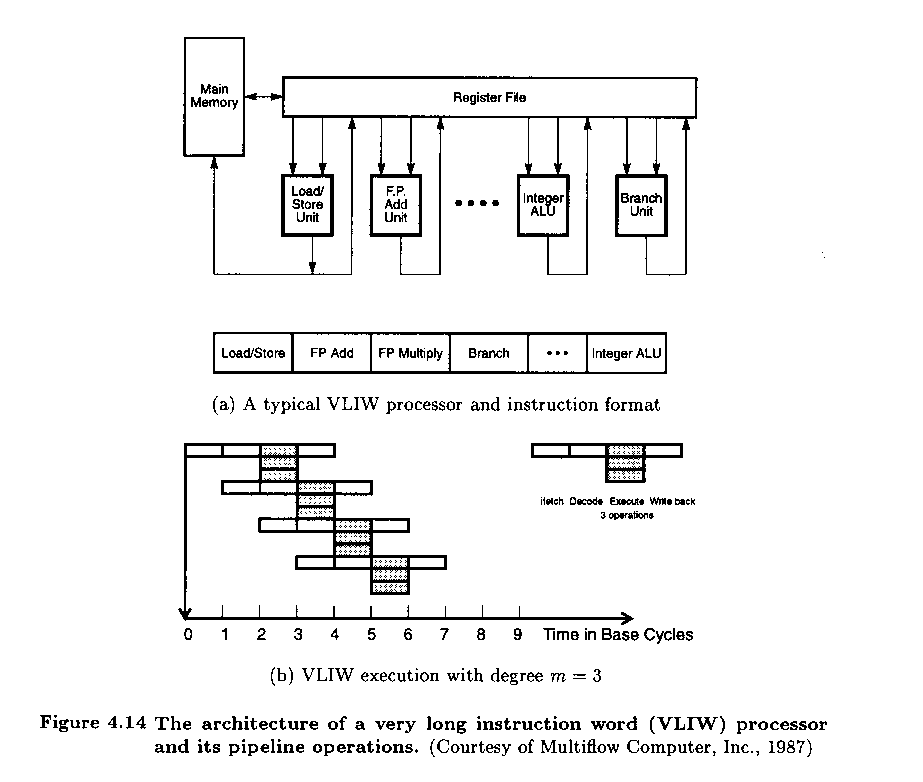 Main
Memory
Register File
Load/
Store
Unit
F.P.
Add
Unit
Integer
ALU
Branch
Unit
Load/Store FP Add FP Multiply Branch ••• Integer ALU
(a) A typical VLIW processor and instruction format
Ifetch Decode Execute Write back
3 operations
0 1 2 3 4 5 6 7 8 9 Time in Base Cycles
(b) VLIW execution with degree m = 3
Figure 4.14 The architecture of a very long instruction word (VLIW) processor
and its pipeline operations. (Courtesy of Multiflow Computer, Inc., 1987)